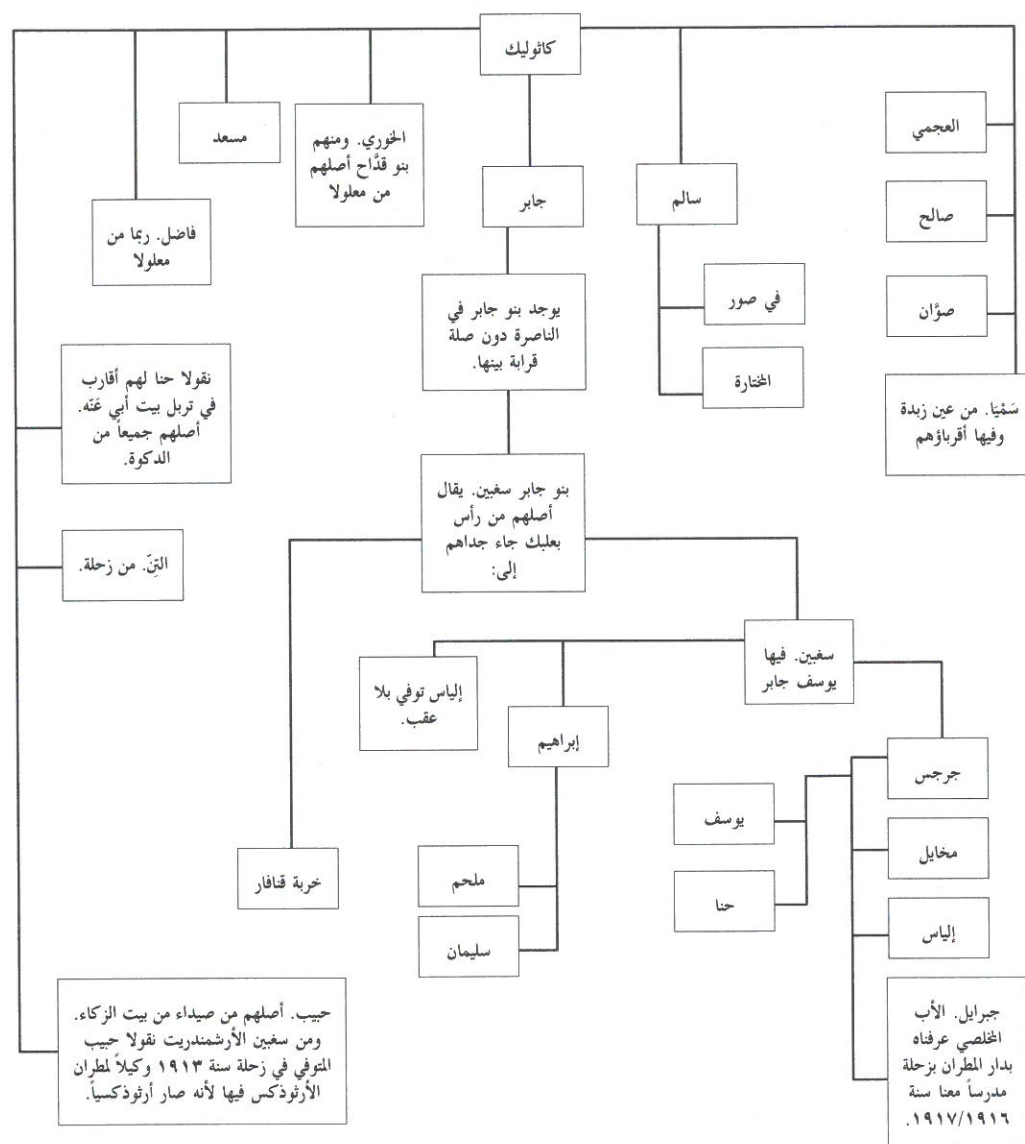 كاثوليك
العجمي
صالح
صوَّان
سَمْيَا. من عين زبدة
وفيها أقرباؤهم
سالم
في صور
المختارة
جابر
يوجد بنو جابر في
الناصرة دون صلة
قرابة بينها.
بنو جابر سغبين. يقال
أصلهم من رأس
بعلبك جاء جداهم
إلى:
سغبين. فيها
يوسف جابر
جرجس
مخايل
إلياس
جبرايل. الأب
المخلصي عرفناه
بدار المطران بزحلة
مدرساً معنا سنة
١٩١٧/١٩١٦.
يوسف
حنا
إبراهيم
ملحم
سليمان
إلياس توفي بلا
عقب.
خربة قنافار
الخوري. ومنهم
بنو قدَّاح أصلهم
من معلولا
مسعد
فاضل. ربما من
معلولا
نقولا حنا لهم أقارب
في تربل بيت أبي عَتّه.
أصلهم جميعاً من
الدكوة.
التِنّ. من زحلة.
حبيب. أصلهم من صيداء من بيت الزكاء.
ومن سغبين الأرشمندريت نقولا حبيب
المتوفي في زحلة سنة ١٩١٣ وكيلاً لمطران
الأرثوذكس فيها لأنه صار أرثوذكسياً.